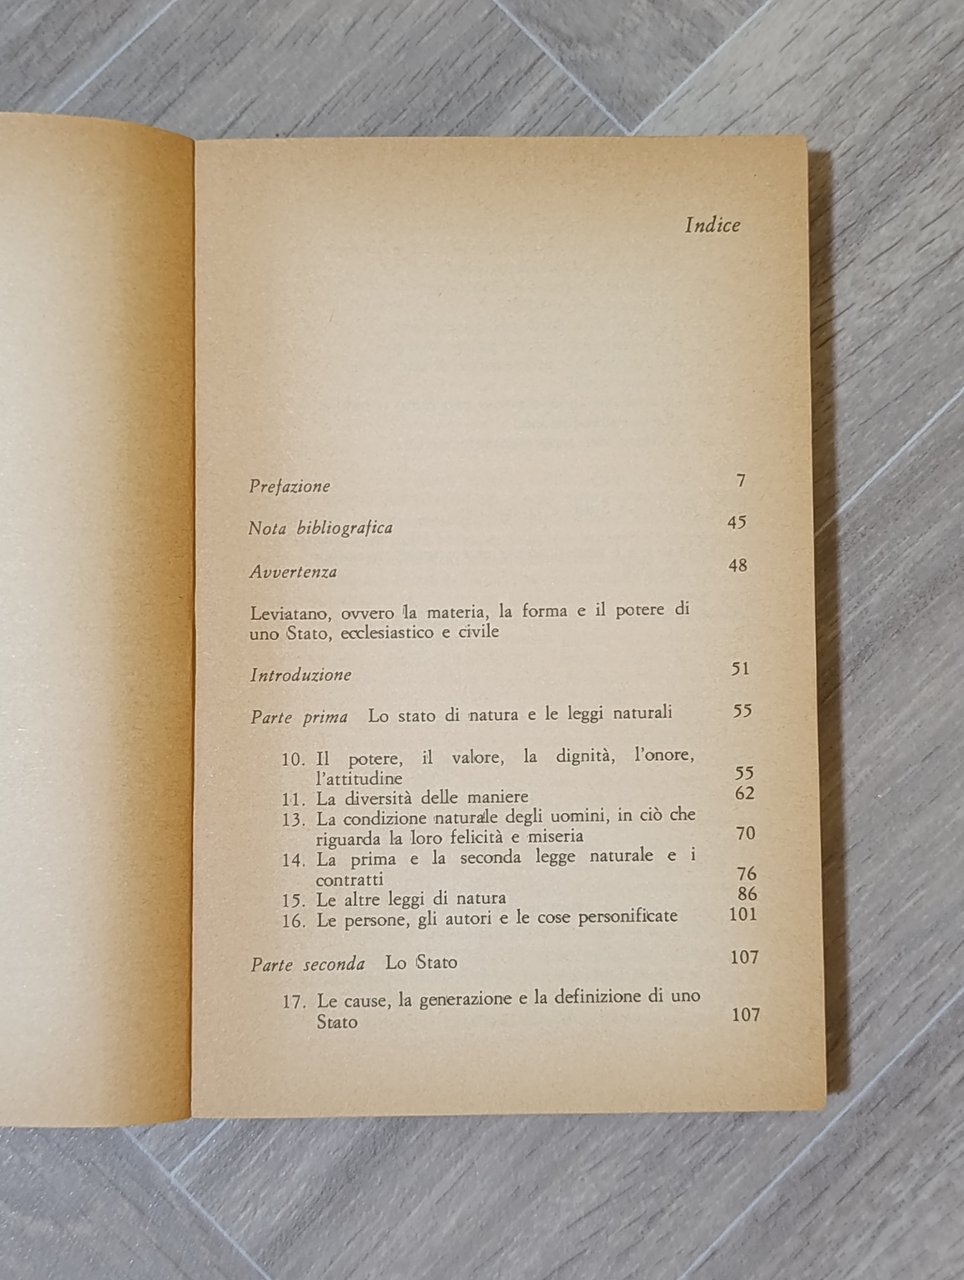 Indice
Prefazione 7
Nota bibliografica 45
Avvertenza 48
Leviatano, ovvero la materia, la forma e il potere di
uno Stato, ecclesiastico e civile
Introduzione 51
Parte prima Lo stato di natura e le leggi naturali 55
10. Il potere, il valore, la dignità, l'onore,
l'attitudine 55
11. La diversità delle maniere 62
13. La condizione naturale degli uomini, in ciò che
riguarda la loro felicità e miseria 70
14. La prima e la seconda legge naturale e i
contratti 76
15. Le altre leggi di natura 86
16. Le persone, gli autori e le cose personificate 101
Parte seconda Lo Stato 107
17. Le cause, la generazione e la definizione di uno
Stato 107